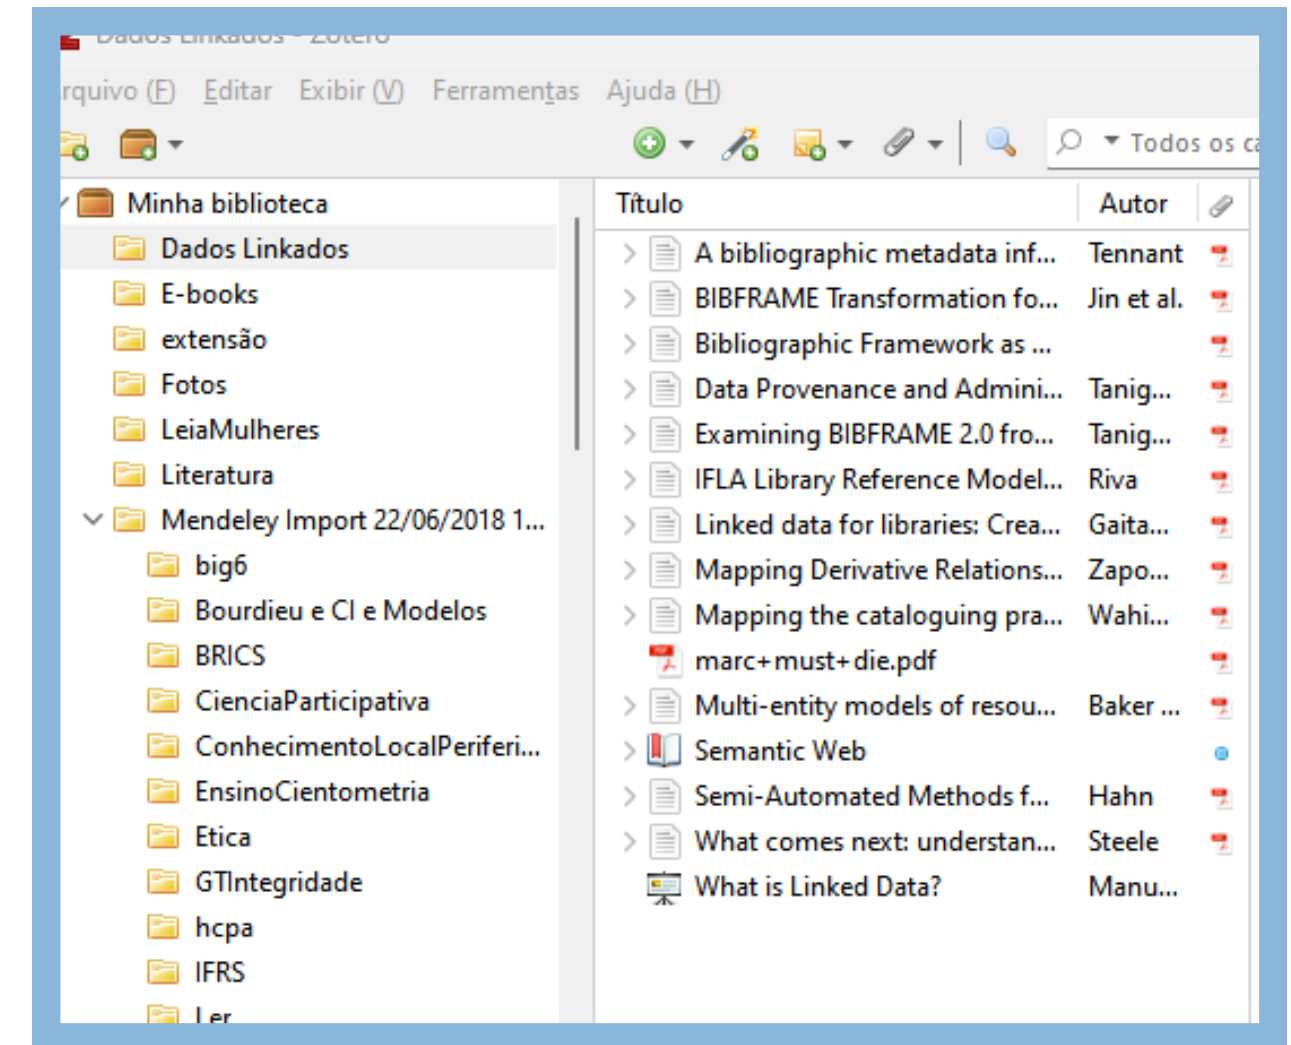 Dados Linkados - Zotero
rquivo (F) Editar Exibir (V) Ferramentas Ajuda (H)
Todos os ca
Minha biblioteca
Dados Linkados
E-books
extensão
Fotos
LeiaMulheres
Literatura
Mendeley Import 22/06/2018 1...
big6
Bourdieu e CI e Modelos
BRICS
CienciaParticipativa
ConhecimentoLocalPeriferi...
EnsinoCientometria
Etica
GTIntegridade
hcpa
IFRS
Ler
Título Autor
A bibliographic metadata inf... Tennant
BIBFRAME Transformation fo... Jin et al.
Bibliographic Framework as ...
Data Provenance and Admini... Tanig...
Examining BIBFRAME 2.0 fro... Tanig...
IFLA Library Reference Model... Riva
Linked data for libraries: Crea... Gaita...
Mapping Derivative Relations... Zapo...
Mapping the cataloguing pra... Wahi...
marc+must+die.pdf
Multi-entity models of resou... Baker ...
Semantic Web
Semi-Automated Methods f... Hahn
What comes next: understan... Steele
What is Linked Data? Manu...